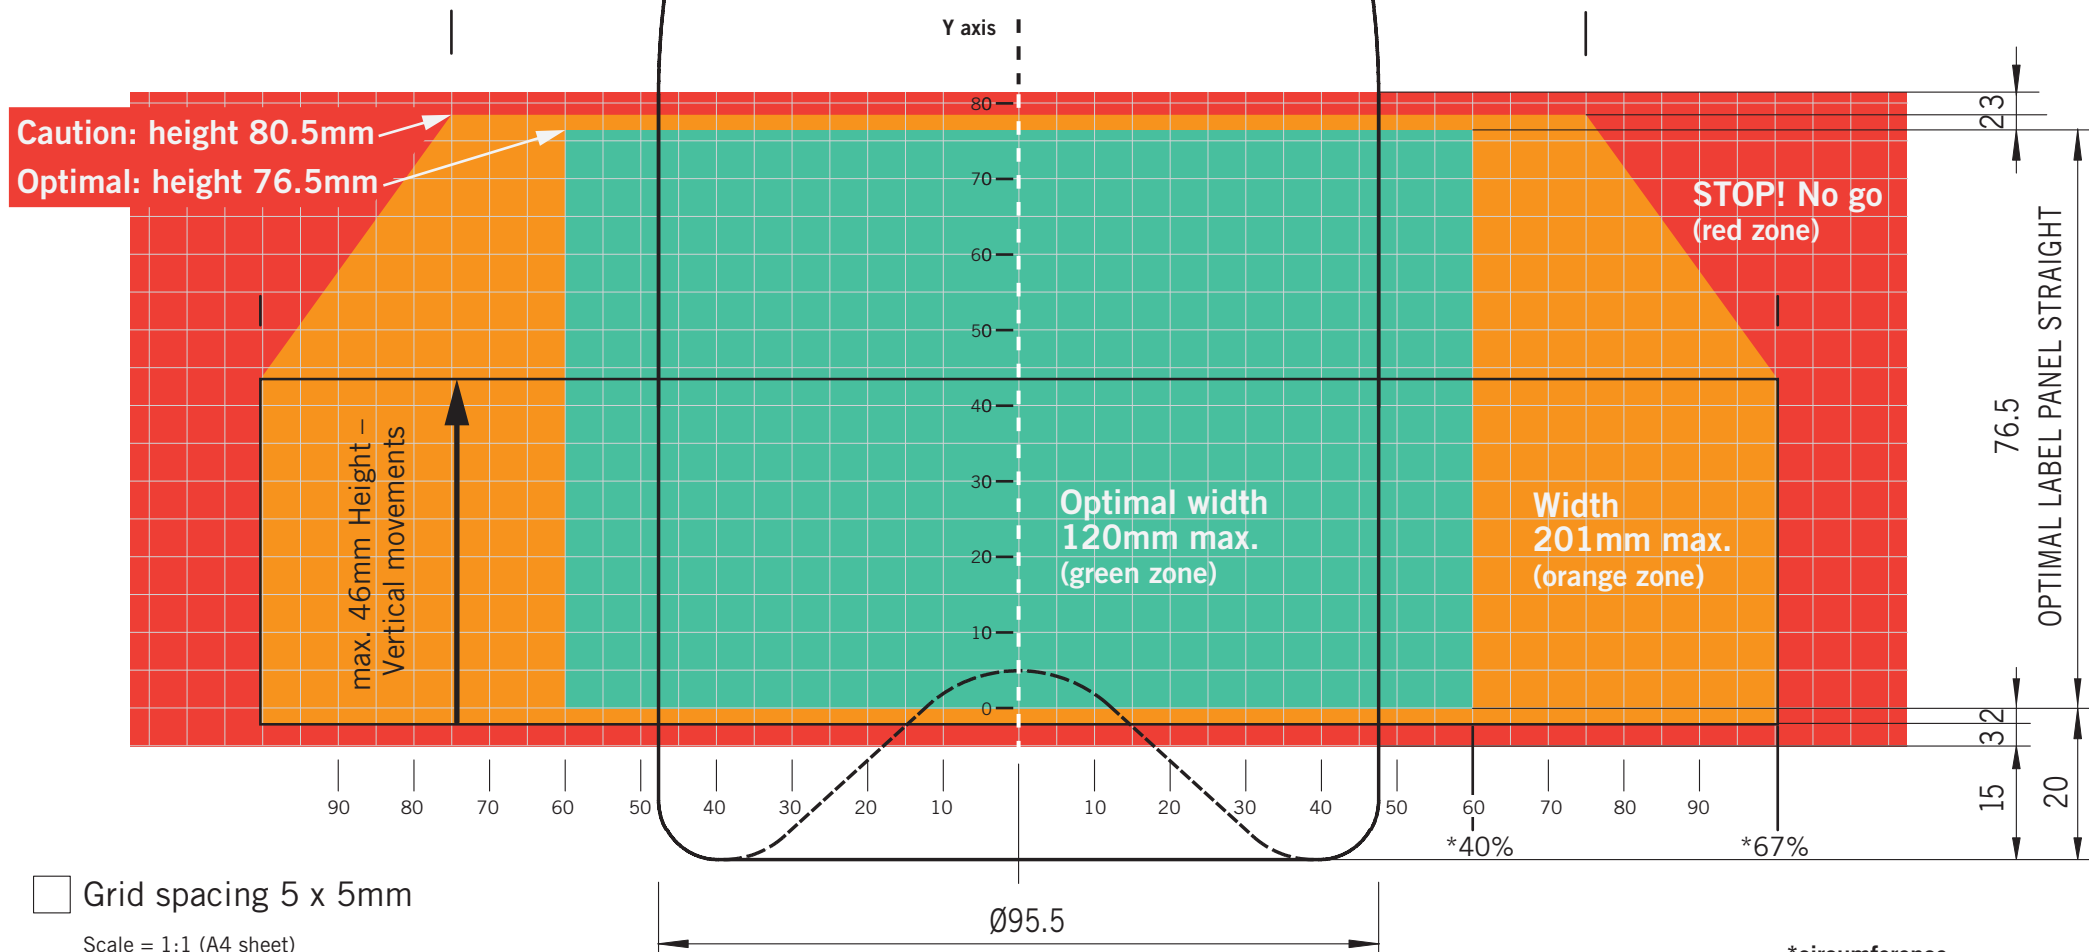 Y axis
Caution: height 80.5mm
Optimal: height 76.5mm
80
70
60
50
40
30
20
10
0
STOP! No go
(red zone)
max. 46mm Height –
Vertical movements
Optimal width
120mm max.
(green zone)
Width
201mm max.
(orange zone)
23
76.5
OPTIMAL LABEL PANEL STRAIGHT
3 2
15
20
90 80 70 60 50 40 30 20 10 10 20 30 40 50 60 70 80 90
*40% *67%
Grid spacing 5 x 5mm
Scale = 1:1 (A4 sheet)
Ø95.5
*circumference